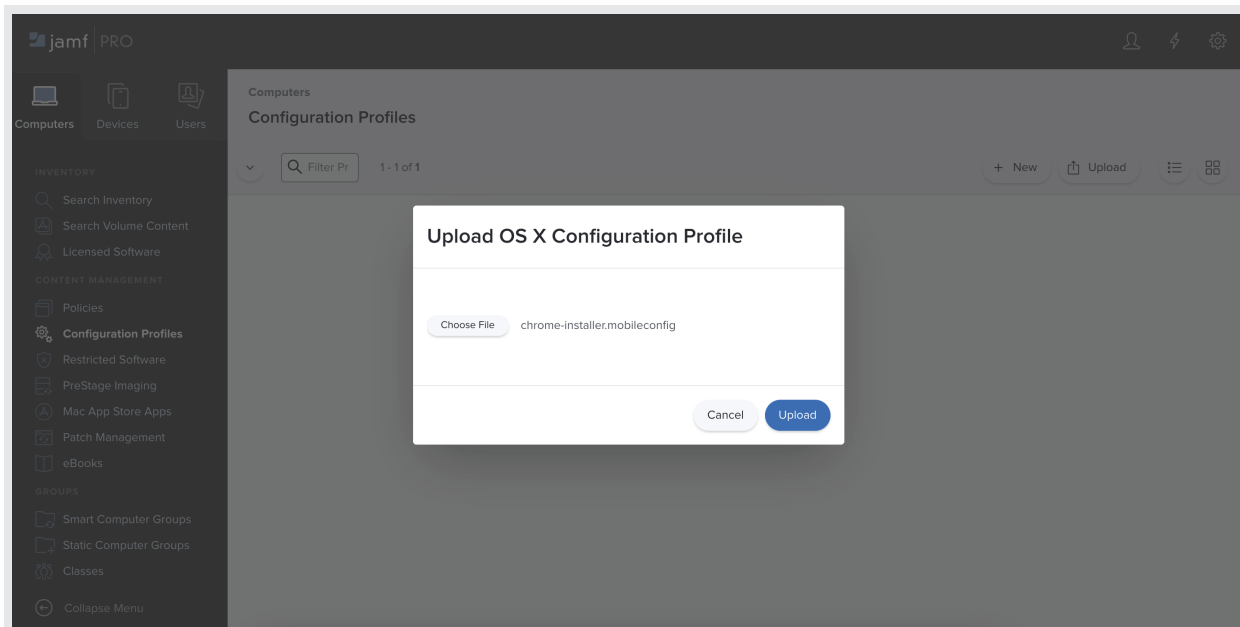 jamf PRO
Computers
Devices
Users
INVENTORY
Search Inventory
Search Volume Content
Licensed Software
CONTENT MANAGEMENT
Policies
Configuration Profiles
Restricted Software
PreStage Imaging
Mac App Store Apps
Patch Management
eBooks
GROUPS
Smart Computer Groups
Static Computer Groups
Classes
Collapse Menu
Computers
Configuration Profiles
Filter Pr
1 - 1 of 1
+ New
Upload
Upload OS X Configuration Profile
Choose File chrome-installer.mobileconfig
Cancel
Upload